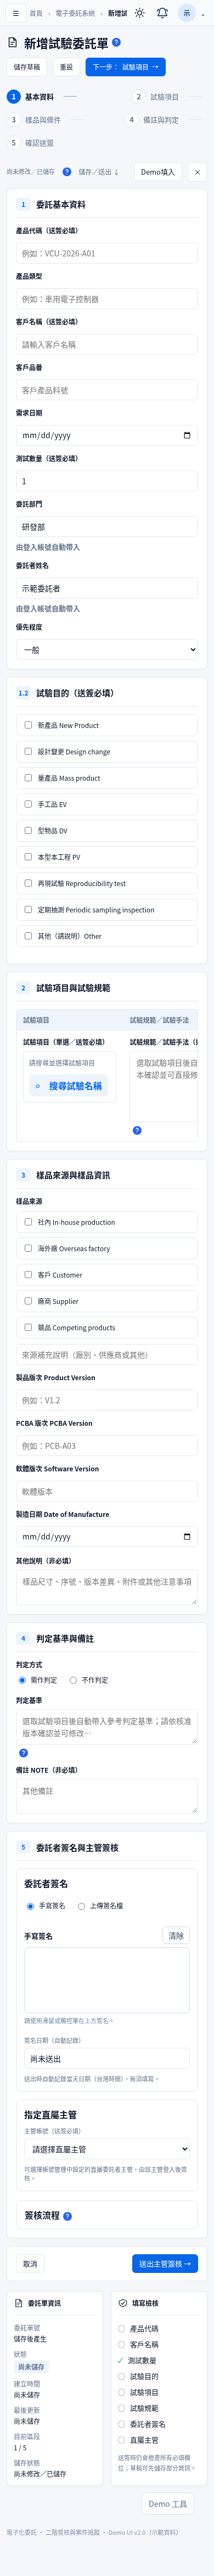 ☰ 首頁 › 電子委託系統 › 新增試 示
新增試驗委託單 ?
儲存草稿 重設 下一步： 試驗項目 →
1 基本資料 2 試驗項目
3 樣品與條件 4 備註與判定
5 確認送簽
尚未修改／已儲存 ? 儲存／送出 ↓ Demo填入 ×
1 委託基本資料
產品代碼（送簽必填）
例如：VCU-2026-A01
產品類型
例如：車用電子控制器
客戶名稱（送簽必填）
請輸入客戶名稱
客戶品番
客戶產品料號
需求日期
mm/dd/yyyy
測試數量（送簽必填）
1
委託部門
研發部
由登入帳號自動帶入
委託者姓名
示範委託者
由登入帳號自動帶入
優先程度
一般
1.2 試驗目的（送簽必填）
新產品 New Product
設計變更 Design change
量產品 Mass product
手工品 EV
型物品 DV
本型本工程 PV
再現試驗 Reproducibility test
定期抽測 Periodic sampling inspection
其他（請說明）Other
2 試驗項目與試驗規範
試驗項目 試驗規範／試驗手法
試驗項目（單選／送簽必填） 試驗規範／試驗手法（
請搜尋並選擇試驗項目
搜尋試驗名稱
選取試驗項目後自
本確認並可直接修
?
3 樣品來源與樣品資訊
樣品來源
社內 In-house production
海外廠 Overseas factory
客戶 Customer
廠商 Supplier
競品 Competing products
來源補充說明（廠別、供應商或其他）
製品版次 Product Version
例如：V1.2
PCBA 版次 PCBA Version
例如：PCB-A03
軟體版次 Software Version
軟體版本
製造日期 Date of Manufacture
mm/dd/yyyy
其他說明（非必填）
樣品尺寸、序號、版本差異、附件或其他注意事項
4 判定基準與備註
判定方式
需作判定 不作判定
判定基準
選取試驗項目後自動帶入參考判定基準；請依核准
版本確認並可修改⋯
?
備註 NOTE（非必填）
其他備註
5 委託者簽名與主管簽核
委託者簽名
手寫簽名 上傳簽名檔
手寫簽名 清除
請使用滑鼠或觸控筆在上方簽名。
簽名日期（自動記錄）
尚未送出
送出時自動記錄當天日期（台灣時間），無須填寫。
指定直屬主管
主管帳號（送簽必填）
請選擇直屬主管
可選擇帳號管理中設定的直屬委託者主管，由該主管登入後簽
核。
簽核流程 ?
取消 送出主管簽核 →
委託單資訊
委託單號
儲存後產生
狀態
尚未儲存
建立時間
尚未儲存
最後更新
尚未儲存
目前區段
1 / 5
儲存狀態
尚未修改／已儲存
填寫檢核
產品代碼
客戶名稱
✓ 測試數量
試驗目的
試驗項目
試驗規範
委託者簽名
直屬主管
送簽時仍會檢查所有必填欄
位；草稿可先儲存部分資訊。
Demo 工具
電子化委託 · 二階簽核與案件追蹤 · Demo UI v2.0（示範資料）